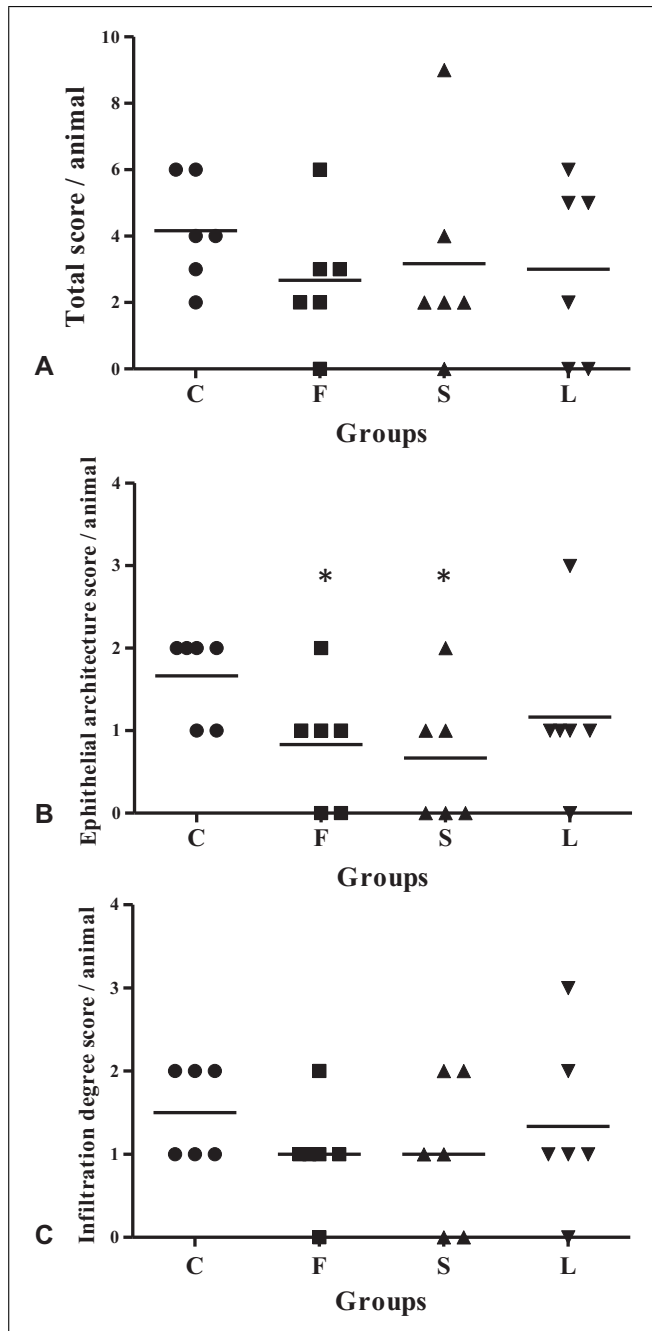 10
8
6
4
2
0
Total score / animal
A
C F S L
Groups
4
3
2
1
0
Ephithelial architecture score / animal
* *
B
C F S L
Groups
4
3
2
1
0
Infiltration degree score / animal
C
C F S L
Groups